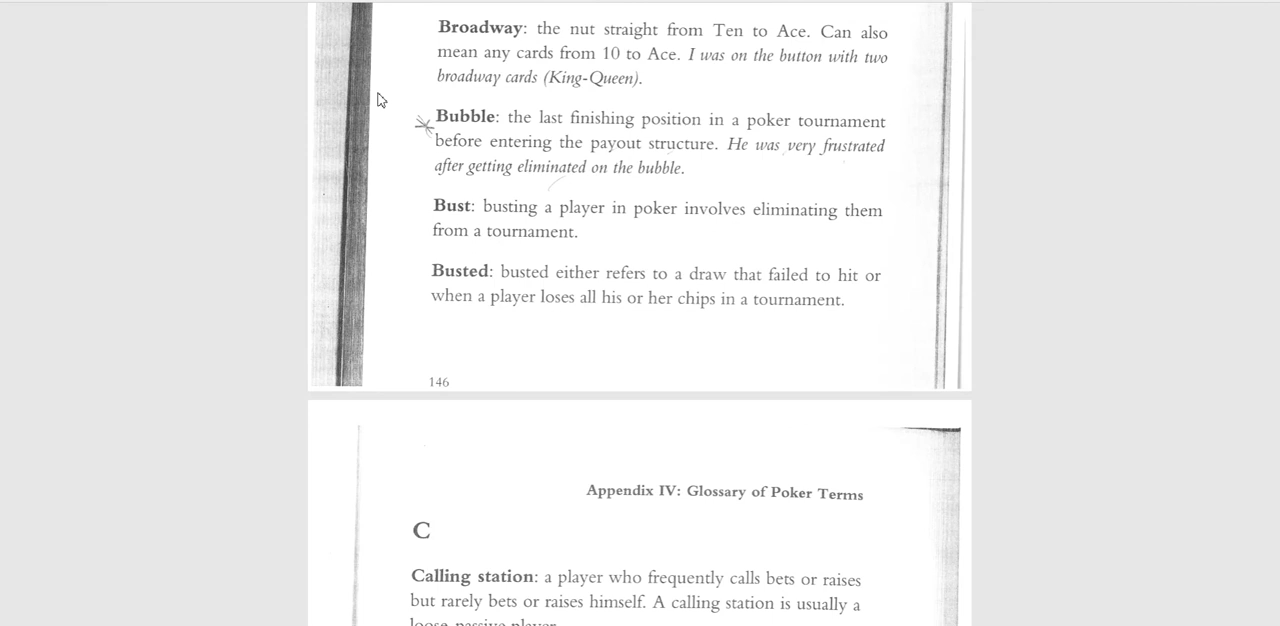 Broadway: the nut straight from Ten to Ace. Can also
mean any cards from 10 to Ace. I was on the button with two
broadway cards (King-Queen).
Bubble: the last finishing position in a poker tournament
before entering the payout structure. He was very frustrated
after getting eliminated on the bubble.
Bust: busting a player in poker involves eliminating them
from a tournament.
Busted: busted either refers to a draw that failed to hit or
when a player loses all his or her chips in a tournament.
146
Appendix IV: Glossary of Poker Terms
C
Calling station: a player who frequently calls bets or raises
but rarely bets or raises himself. A calling station is usually a
loose-passive player.